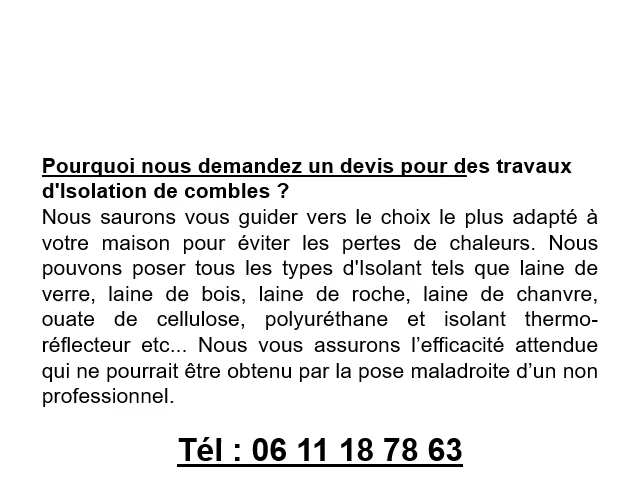 Pourquoi nous demandez un devis pour des travaux
d'Isolation de combles ?
Nous saurons vous guider vers le choix le plus adapté à
votre maison pour éviter les pertes de chaleurs. Nous
pouvons poser tous les types d'Isolant tels que laine de
verre, laine de bois, laine de roche, laine de chanvre,
ouate de cellulose, polyuréthane et isolant thermo-
réflecteur etc... Nous vous assurons l’efficacité attendue
qui ne pourrait être obtenu par la pose maladroite d’un non
professionnel.
Tél : 06 11 18 78 63